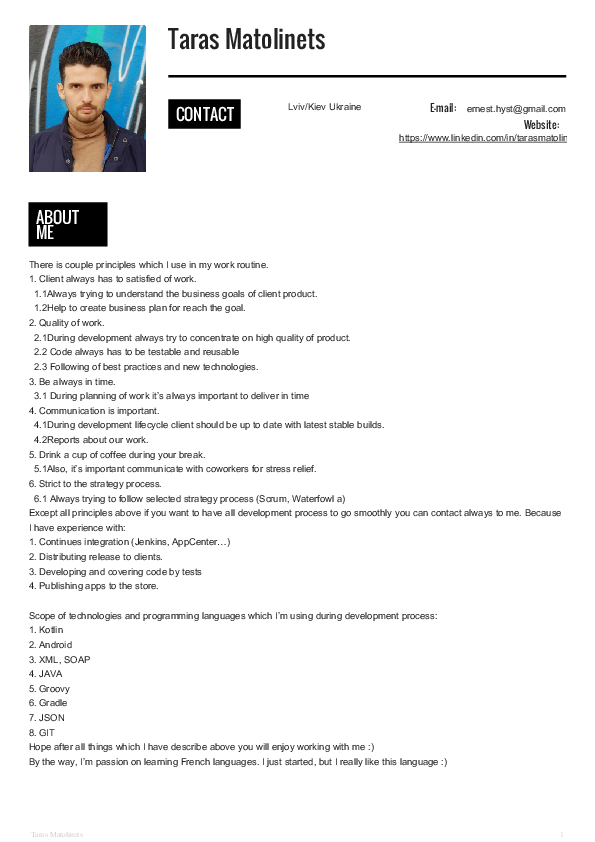 Taras Matolinets
CONTACT
Lviv/Kiev Ukraine
E-mail: ernest.hyst@gmail.com
Website:
https://www.linkedin.com/in/tarasmatolin
ABOUT
ME
There is couple principles which I use in my work routine.
1. Client always has to satisfied of work.
1.1Always trying to understand the business goals of client product.
1.2Help to create business plan for reach the goal.
2. Quality of work.
2.1During development always try to concentrate on high quality of product.
2.2 Code always has to be testable and reusable
2.3 Following of best practices and new technologies.
3. Be always in time.
3.1 During planning of work it's always important to deliver in time
4. Communication is important.
4.1During development lifecycle client should be up to date with latest stable builds.
4.2Reports about our work.
5. Drink a cup of coffee during your break.
5.1Also, it's important communicate with coworkers for stress relief.
6. Strict to the strategy process.
6.1 Always trying to follow selected strategy process (Scrum, Waterfowl a)
Except all principles above if you want to have all development process to go smoothly you can contact always to me. Because
I have experience with:
1. Continues integration (Jenkins, AppCenter…)
2. Distributing release to clients.
3. Developing and covering code by tests
4. Publishing apps to the store.
Scope of technologies and programming languages which I'm using during development process:
1. Kotlin
2. Android
3. XML, SOAP
4. JAVA
5. Groovy
6. Gradle
7. JSON
8. GIT
Hope after all things which I have describe above you will enjoy working with me :)
By the way, I'm passion on learning French languages. I just started, but I really like this language :)
Taras Matolinets 1